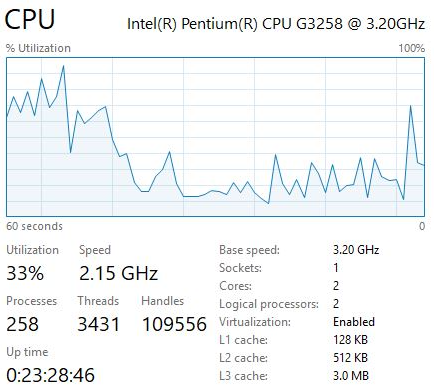 CPU Intel(R) Pentium(R) CPU G3258 @ 3.20GHz
% Utilization 100%
60 seconds 0
Utilization Speed
33% 2.15 GHz
Processes Threads Handles
258 3431 109556
Up time
0:23:28:46
Base speed: 3.20 GHz
Sockets: 1
Cores: 2
Logical processors: 2
Virtualization: Enabled
L1 cache: 128 KB
L2 cache: 512 KB
L3 cache: 3.0 MB